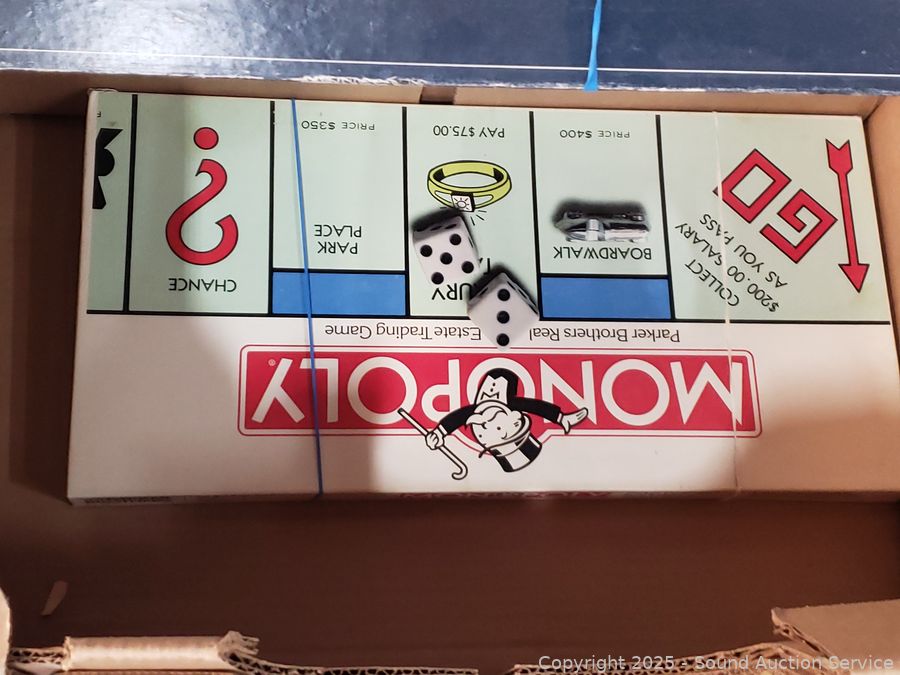 COLLECT
$200.00 SALARY
AS YOU PASS
GO
BOARDWALK
PRICE $400
PAY $75.00
PARK
PLACE
PRICE $350
CHANCE
Parker Brothers Real Estate Trading Game
MONOPOLY®
Copyright 2025 - Sound Auction Service